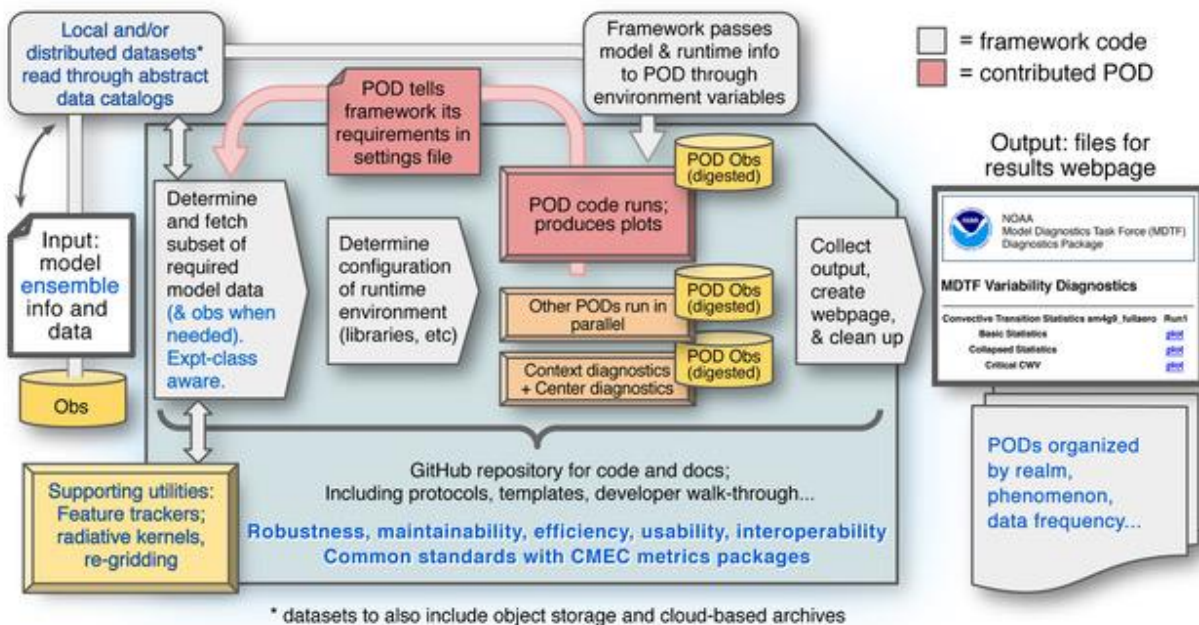 Local and/or
distributed datasets*
read through abstract
data catalogs
Framework passes
model & runtime info
to POD through
environment variables
= framework code
= contributed POD
POD tells
framework its
requirements in
settings file
POD Obs
(digested)
Output: files for
results webpage
Input:
model
ensemble
info and
data
Obs
Determine
and fetch
subset of
required
model data
(& obs when
needed).
Expt-class
aware.
Determine
configuration
of runtime
environment
(libraries, etc)
POD code runs;
produces plots
Other PODs run in
parallel
POD Obs
(digested)
Context diagnostics
+ Center diagnostics
POD Obs
(digested)
Collect
output,
create
webpage,
& clean up
NOAA
Model Diagnostics Task Force (MDTF)
Diagnostics Package
MDTF Variability Diagnostics
Convective Transition Statistics am4g9_fullaero Run1
Basic Statistics plot
Collapsed Statistics plot
Critical CWV plot
PODs organized
by realm,
phenomenon,
data frequency...
Supporting utilities:
Feature trackers;
radiative kernels,
re-gridding
GitHub repository for code and docs;
Including protocols, templates, developer walk-through...
Robustness, maintainability, efficiency, usability, interoperability
Common standards with CMEC metrics packages
* datasets to also include object storage and cloud-based archives